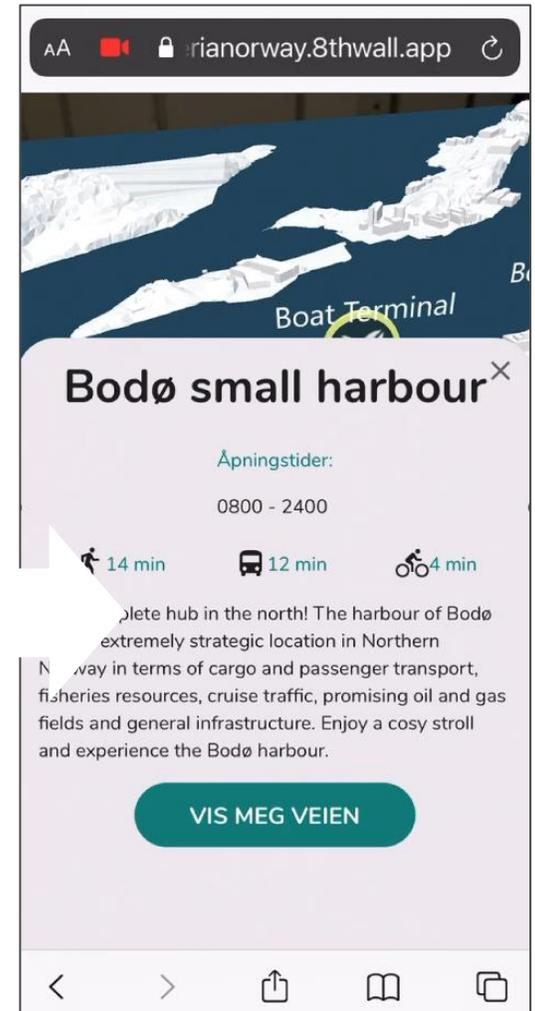 AA rianorway.8thwall.app
Boat Terminal
Bodø small harbour
Åpningstider:
0800 - 2400
14 min 12 min 4 min
hub in the north! The harbour of Bodø
extremely strategic location in Northern
in terms of cargo and passenger transport,
fisheries resources, cruise traffic, promising oil and gas
fields and general infrastructure. Enjoy a cosy stroll
and experience the Bodø harbour.
VIS MEG VEIEN